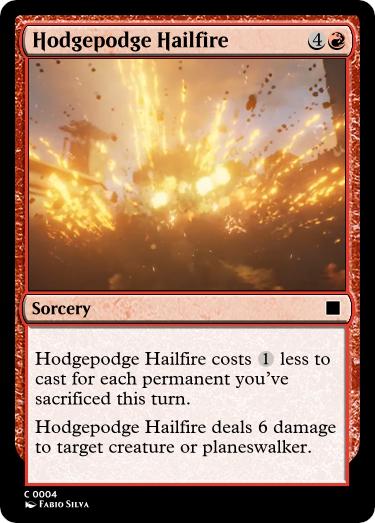 Hodgepodge Hailfire 4
Sorcery
Hodgepodge Hailfire costs 1 less to
cast for each permanent you've
sacrificed this turn.
Hodgepodge Hailfire deals 6 damage
to target creature or planeswalker.
C 0004
Fabio Silva